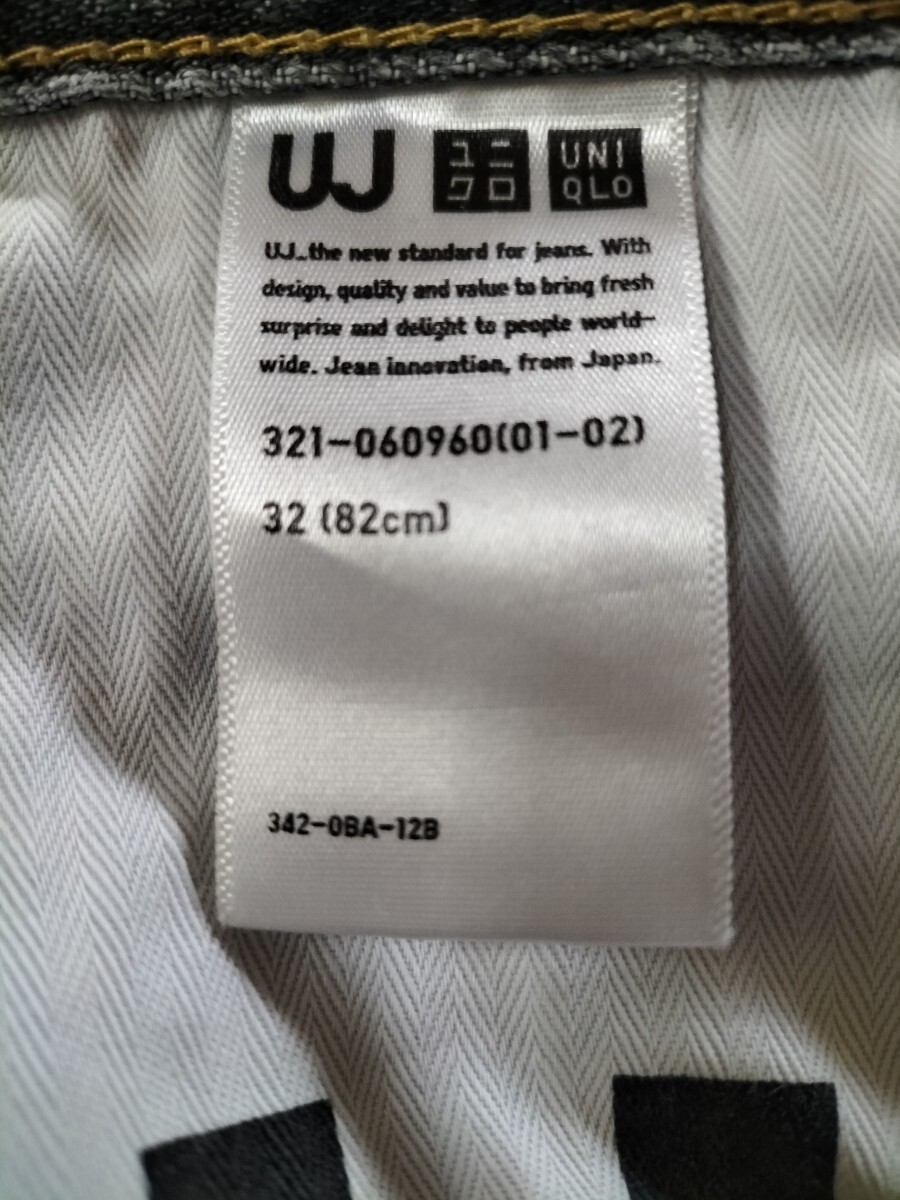 UJ ユニ UNI
クロ QLO
UJ...the new standard for jeans. With
design, quality and value to bring fresh
surprise and delight to people world-
wide. Jean innovation, from Japan.
321-060960(01-02)
32 (82cm)
342-0BA-12B